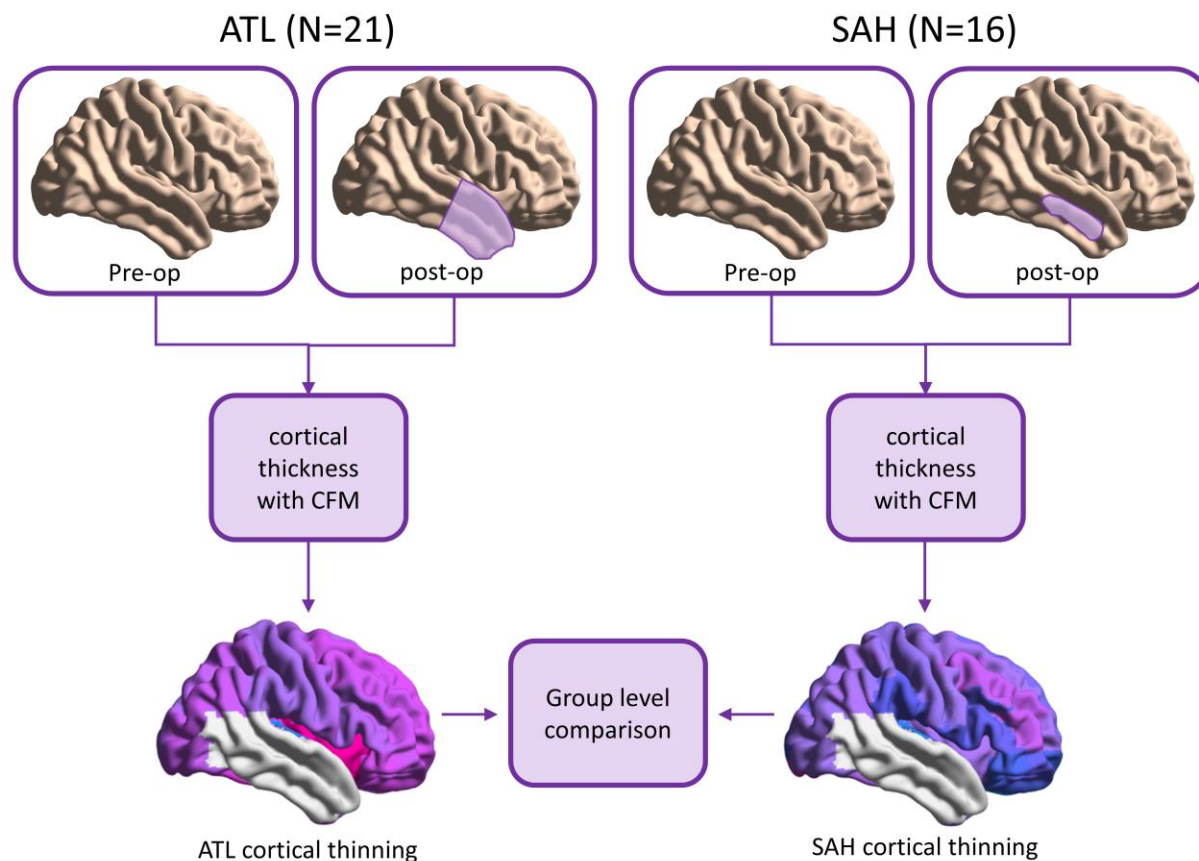 ATL (N=21)
SAH (N=16)
Pre-op
post-op
Pre-op
post-op
cortical
thickness
with CFM
cortical
thickness
with CFM
Group level
comparison
ATL cortical thinning
SAH cortical thinning